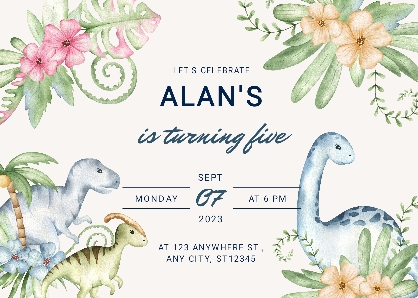 LET'S CELEBRATE
ALAN'S
is turning five
SEPT
MONDAY 07 AT 6 PM
2023
AT 123 ANYWHERE ST.,
ANY CITY, ST12345